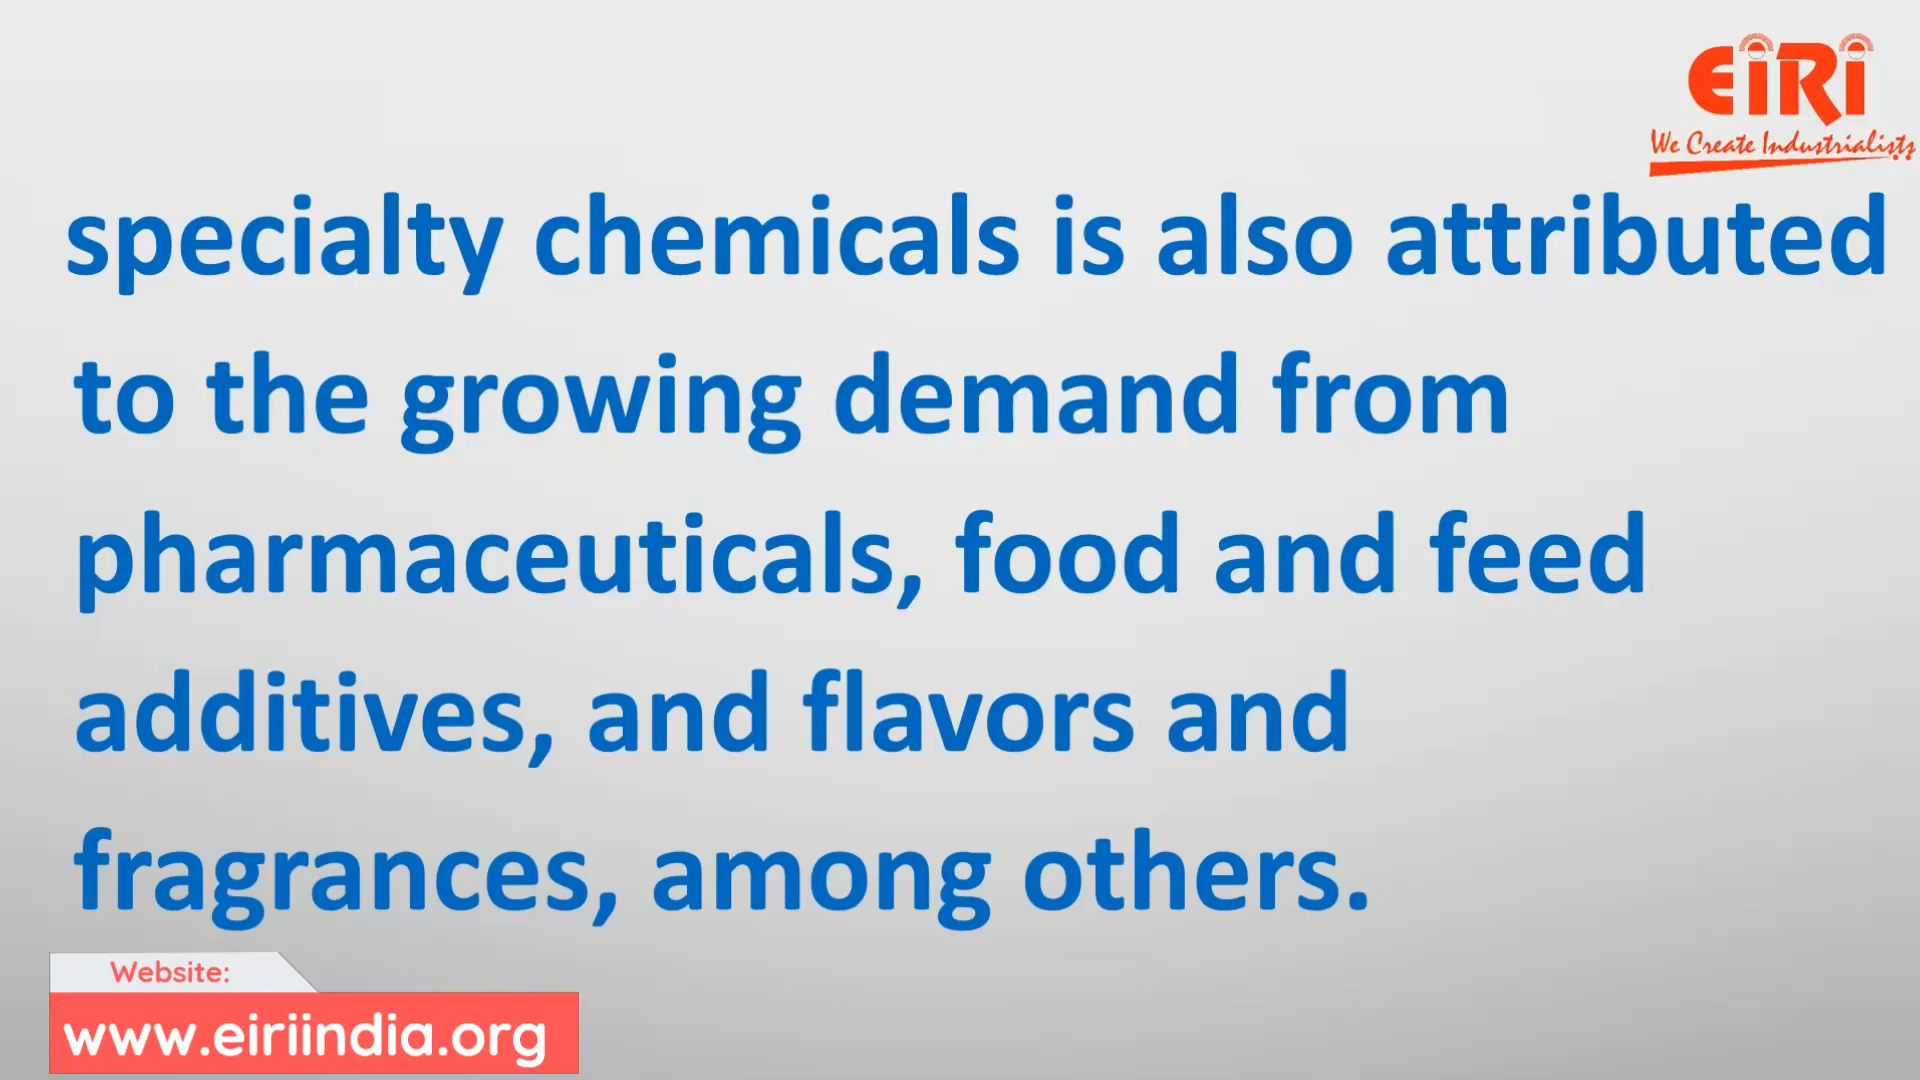 EiRi
We Create Industrialists
specialty chemicals is also attributed
to the growing demand from
pharmaceuticals, food and feed
additives, and flavors and
fragrances, among others.
Website:
www.eiriindia.org